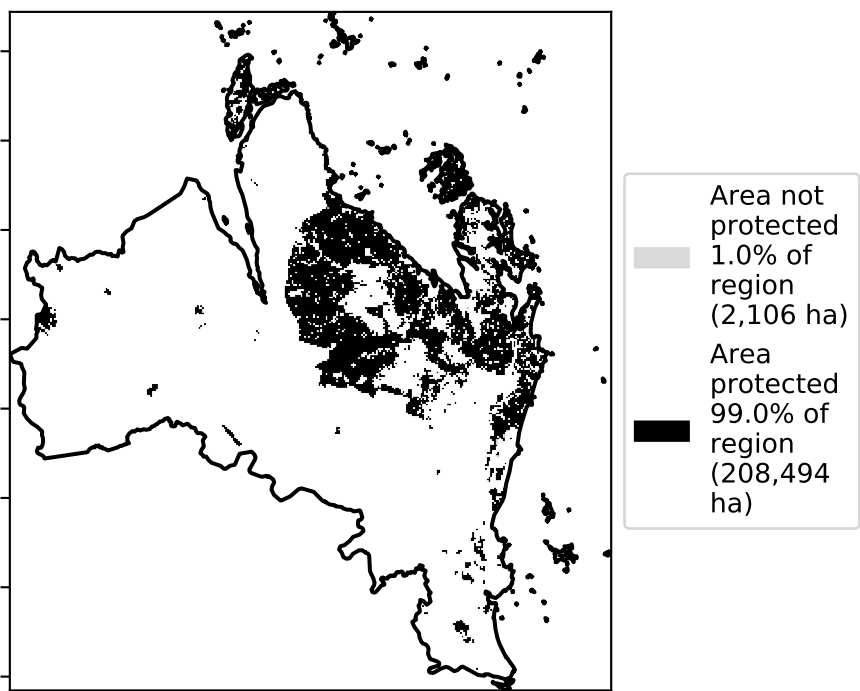 Area not
protected
1.0% of
region
(2,106 ha)
Area
protected
99.0% of
region
(208,494
ha)